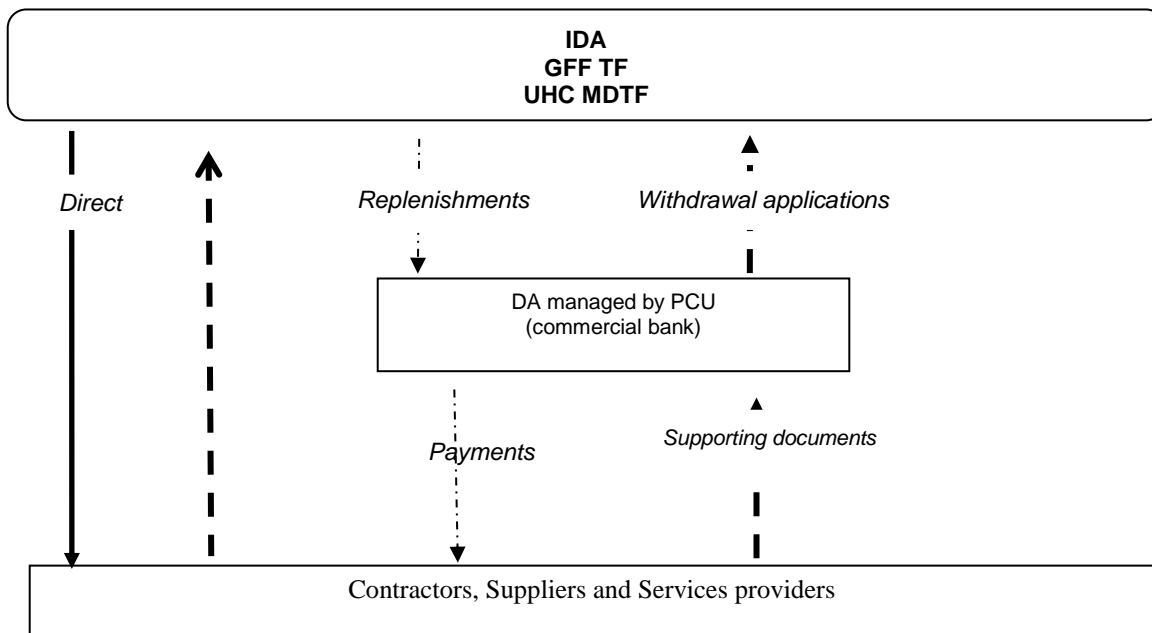 IDA
GFF TF
UHC MDTF
Direct
Replenishments
Withdrawal applications
DA managed by PCU
(commercial bank)
Payments
Supporting documents
Contractors, Suppliers and Services providers